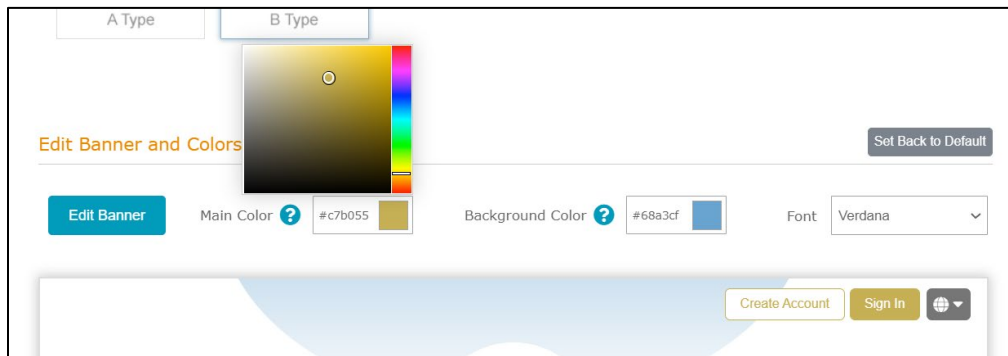 A Type
B Type
Edit Banner and Colors
Set Back to Default
Edit Banner
Main Color ?
#c7b055
Background Color ?
#68a3cf
Font
Verdana
Create Account
Sign In